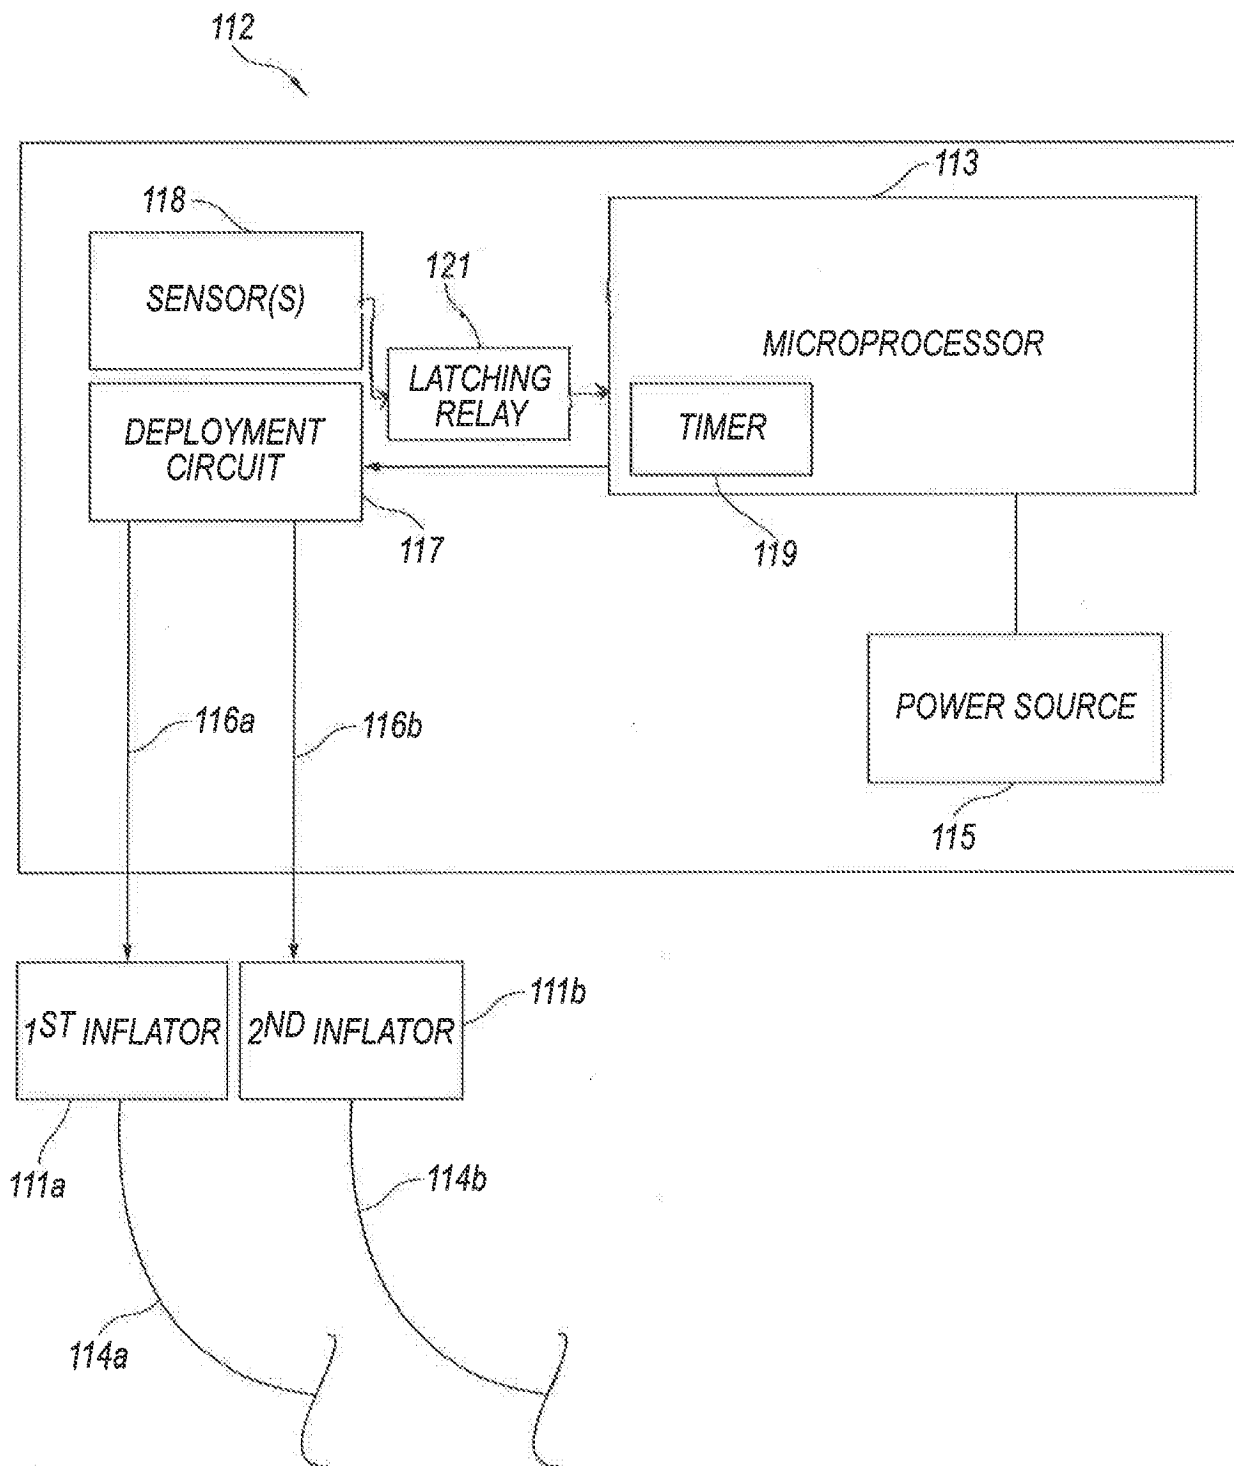 112
113
118
121
SENSOR(S)
MICROPROCESSOR
LATCHING
RELAY
TIMER
DEPLOYMENT
CIRCUIT
117
119
116a
116b
POWER SOURCE
115
1ST INFLATOR
2ND INFLATOR
111b
111a
114b
114a